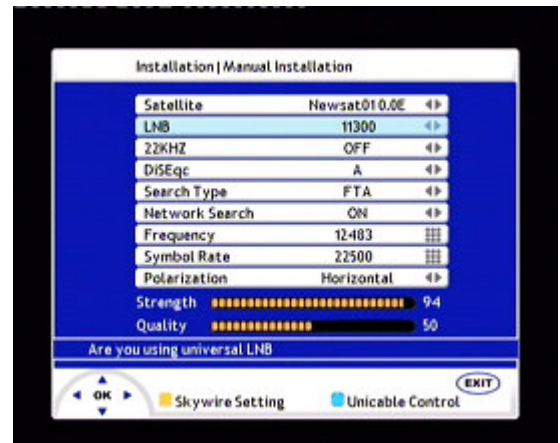 Installation | Manual Installation
Satellite Newsat01 0.0E
LNB 11300
22KHZ OFF
DiSEqc A
Search Type FTA
Network Search ON
Frequency 12483
Symbol Rate 22500
Polarization Horizontal
Strength 94
Quality 50
Are you using universal LNB
EXIT
OK Skywire Setting Unicable Control